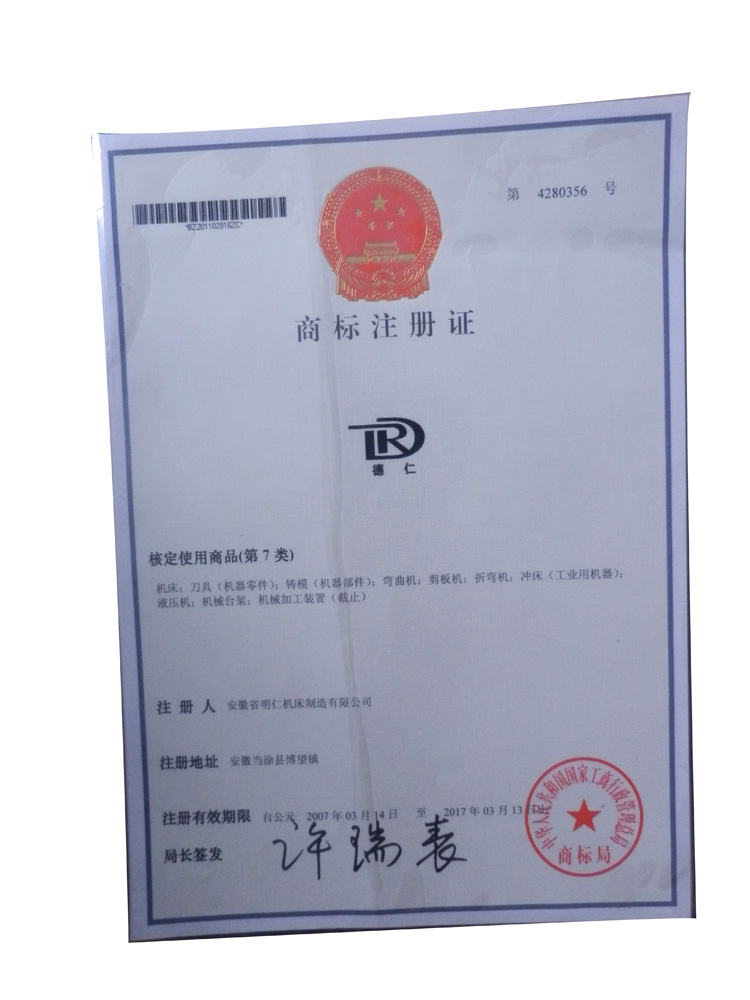 第 4280356 号
*BZ201102816ZC*
商标注册证
DR
德仁
核定使用商品(第 7 类)
机床；刀具（机器零件）；铸模（机器部件）；弯曲机；剪板机；折弯机；冲床（工业用机器）；
液压机；机械台架；机械加工装置（截止）
注 册 人 安徽省明仁机床制造有限公司
注册地址 安徽当涂县博望镇
注册有效期限 自公元 2007 年 03 月 14 日 至 2017 年 03 月 13 日止
局长签发 许瑞表
中华人民共和国国家工商行政管理总局
商标局